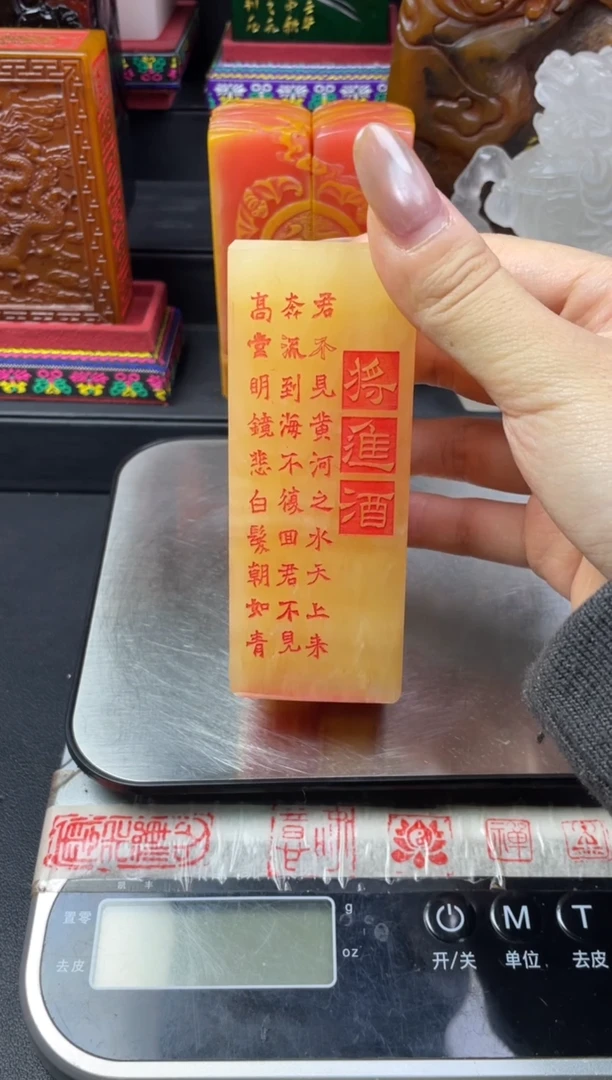 將進酒
君不見黃河之水天上来
奔流到海不復回君不見
高堂明鏡悲白髮朝如青
g
oz
置零
去皮
M
T
开/关
单位
去皮
禅